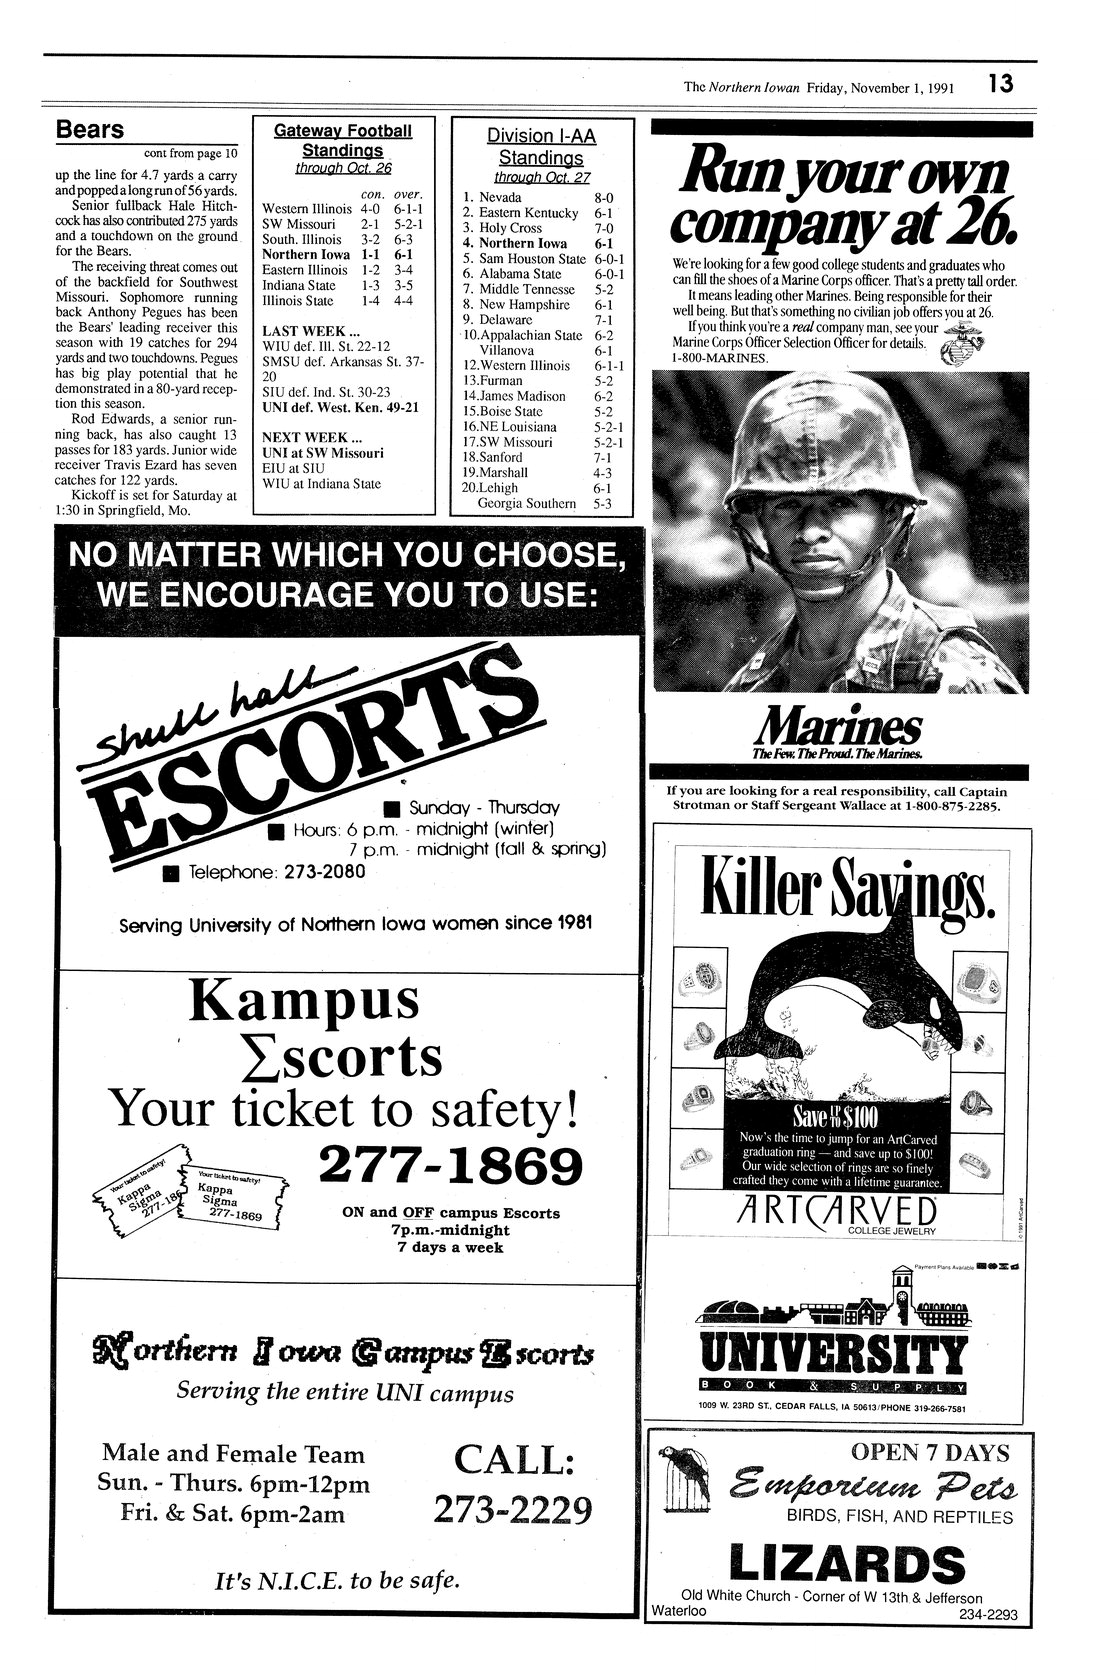 The Northern Iowan Friday, November 1, 1991 13
Bears
cont from page 10
up the line for 4.7 yards a carry
and popped a long run of 56 yards.
Senior fullback Hale Hitch-
cock has also contributed 275 yards
and a touchdown on the ground
for the Bears.
The receiving threat comes out
of the backfield for Southwest
Missouri. Sophomore running
back Anthony Pegues has been
the Bears' leading receiver this
season with 19 catches for 294
yards and two touchdowns. Pegues
has big play potential that he
demonstrated in a 80-yard recep-
tion this season.
Rod Edwards, a senior run-
ning back, has also caught 13
passes for 183 yards. Junior wide
receiver Travis Ezard has seven
catches for 122 yards.
Kickoff is set for Saturday at
1:30 in Springfield, Mo.
Gateway Football
Standings
through Oct. 26
con. over.
Western Illinois 4-0 6-1-1
SW Missouri 2-1 5-2-1
South. Illinois 3-2 6-3
Northern Iowa 1-1 6-1
Eastern Illinois 1-2 3-4
Indiana State 1-3 3-5
Illinois State 1-4 4-4
LAST WEEK ...
WIU def. Ill. St. 22-12
SMSU def. Arkansas St. 37-
20
SIU def. Ind. St. 30-23
UNI def. West. Ken. 49-21
NEXT WEEK ...
UNI at SW Missouri
EIU at SIU
WIU at Indiana State
Division I-AA
Standings
through Oct. 27
1. Nevada 8-0
2. Eastern Kentucky 6-1
3. Holy Cross 7-0
4. Northern Iowa 6-1
5. Sam Houston State 6-0-1
6. Alabama State 6-0-1
7. Middle Tennesse 5-2
8. New Hampshire 6-1
9. Delaware 7-1
10.Appalachian State 6-2
Villanova 6-1
12.Western Illinois 6-1-1
13.Furman 5-2
14.James Madison 6-2
15.Boise State 5-2
16.NE Louisiana 5-2-1
17.SW Missouri 5-2-1
18.Sanford 7-1
19.Marshall 4-3
20.Lehigh 6-1
Georgia Southern 5-3
Run your own
company at 26.
We're looking for a few good college students and graduates who
can fill the shoes of a Marine Corps officer. That's a pretty tall order.
It means leading other Marines. Being responsible for their
well being. But that's something no civilian job offers you at 26.
If you think you're a real company man, see your
Marine Corps Officer Selection Officer for details.
1-800-MARINES.
Marines
The Few. The Proud. The Marines.
If you are looking for a real responsibility, call Captain
Strotman or Staff Sergeant Wallace at 1-800-875-2285.
NO MATTER WHICH YOU CHOOSE,
WE ENCOURAGE YOU TO USE:
shull hall
ESCORTS
Sunday - Thursday
Hours: 6 p.m. - midnight (winter)
7 p.m. - midnight (fall & spring)
Telephone: 273-2080
Serving University of Northern Iowa women since 1981
Kampus
Σscorts
Your ticket to safety!
277-1869
Your ticket to safety!
Kappa
Sigma
277-186
Your ticket to safety!
Kappa
Sigma
277-1869
ON and OFF campus Escorts
7p.m.-midnight
7 days a week
Northern Iowa Campus Escorts
Serving the entire UNI campus
Male and Female Team
Sun. - Thurs. 6pm-12pm
Fri. & Sat. 6pm-2am
CALL:
273-2229
It's N.I.C.E. to be safe.
Killer Savings.
Save UP TO $100
Now's the time to jump for an ArtCarved
graduation ring — and save up to $100!
Our wide selection of rings are so finely
crafted they come with a lifetime guarantee.
ARTCARVED
COLLEGE JEWELRY
© 1991 ArtCarved
Payment Plans Available
UNIVERSITY
BOOK & SUPPLY
1009 W. 23RD ST., CEDAR FALLS, IA 50613/PHONE 319-266-7581
OPEN 7 DAYS
Emporium Pets
BIRDS, FISH, AND REPTILES
LIZARDS
Old White Church - Corner of W 13th & Jefferson
Waterloo 234-2293